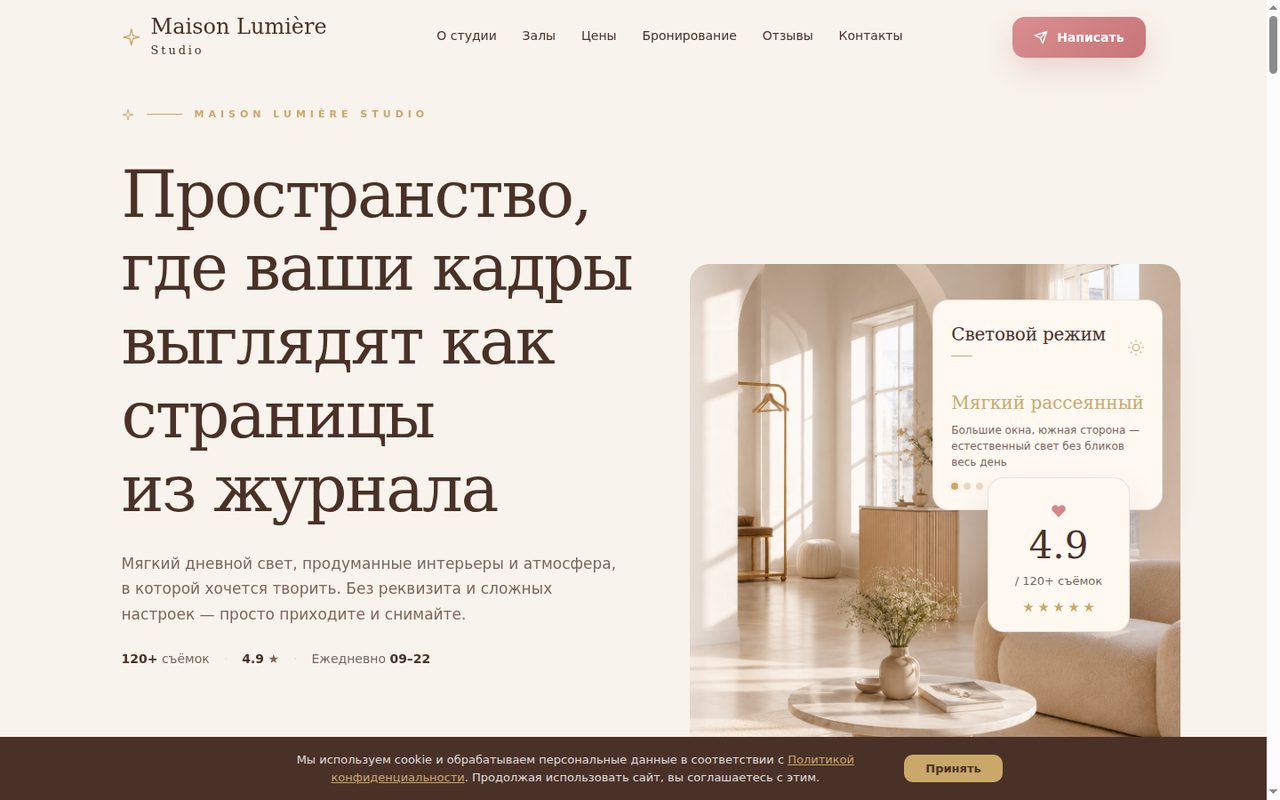 Maison Lumière
Studio
О студии
Залы
Цены
Бронирование
Отзывы
Контакты
Написать
MAISON LUMIÈRE STUDIO
Пространство,
где ваши кадры
выглядят как
страницы
из журнала
Мягкий дневной свет, продуманные интерьеры и атмосфера,
в которой хочется творить. Без реквизита и сложных
настроек — просто приходите и снимайте.
120+ съёмок · 4.9 ★ · Ежедневно 09–22
Световой режим
Мягкий рассеянный
Большие окна, южная сторона —
естественный свет без бликов
весь день
4.9
/ 120+ съёмок
★★★★★
Мы используем cookie и обрабатываем персональные данные в соответствии с Политикой
конфиденциальности. Продолжая использовать сайт, вы соглашаетесь с этим.
Принять